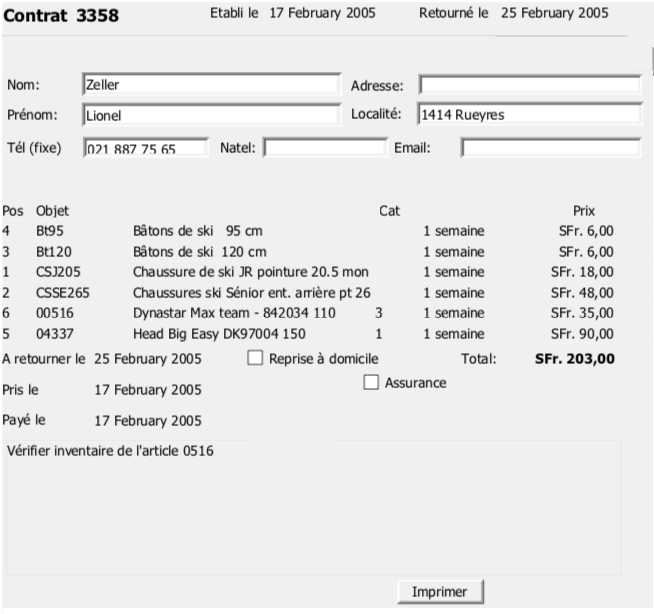 Contrat 3358 Etabli le 17 February 2005 Retourné le 25 February 2005
Nom: Zeller Adresse:
Prénom: Lionel Localité: 1414 Rueyres
Tél (fixe) 021 887 75 65 Natel: Email:
Pos Objet Cat Prix
4 Bt95 Bâtons de ski 95 cm 1 semaine SFr. 6,00
3 Bt120 Bâtons de ski 120 cm 1 semaine SFr. 6,00
1 CSJ205 Chaussure de ski JR pointure 20.5 mon 1 semaine SFr. 18,00
2 CSSE265 Chaussures ski Sénior ent. arrière pt 26 1 semaine SFr. 48,00
6 00516 Dynastar Max team - 842034 110 3 1 semaine SFr. 35,00
5 04337 Head Big Easy DK97004 150 1 1 semaine SFr. 90,00
A retourner le 25 February 2005 Reprise à domicile Total: SFr. 203,00
Assurance
Pris le 17 February 2005
Payé le 17 February 2005
Vérifier inventaire de l'article 0516
Imprimer